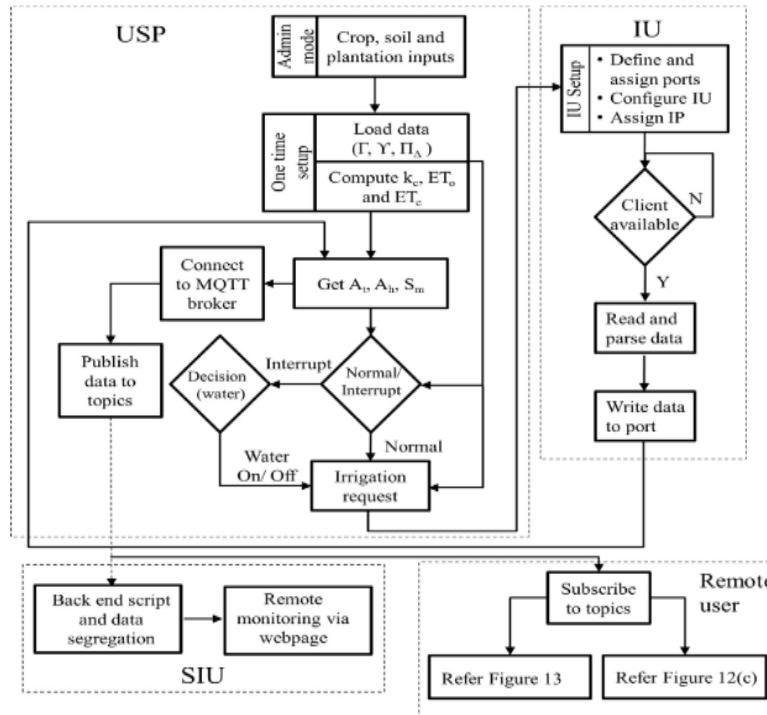 USP
Admin mode
Crop, soil and
plantation inputs
One time setup
Load data
(Γ, ϒ, Π_Δ )
Compute k_c, ET_o
and ET_c
Connect
to MQTT
broker
Get A_t, A_h, S_m
Publish
data to
topics
Decision
(water)
Interrupt
Normal/
Interrupt
Water
On/ Off
Normal
Irrigation
request
IU
IU Setup
• Define and
assign ports
• Configure IU
• Assign IP
Client
available
N
Y
Read and
parse data
Write data
to port
Back end script
and data
segregation
Remote
monitoring via
webpage
SIU
Subscribe
to topics
Remote
user
Refer Figure 13
Refer Figure 12(c)